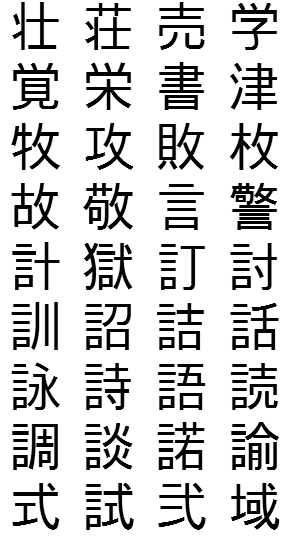 壮 荘 売 学
覚 栄 書 津
牧 攻 敗 枚
故 敬 言 警
計 獄 訂 討
訓 詔 詰 話
詠 詩 語 読
調 談 諾 諭
式 試 弐 域